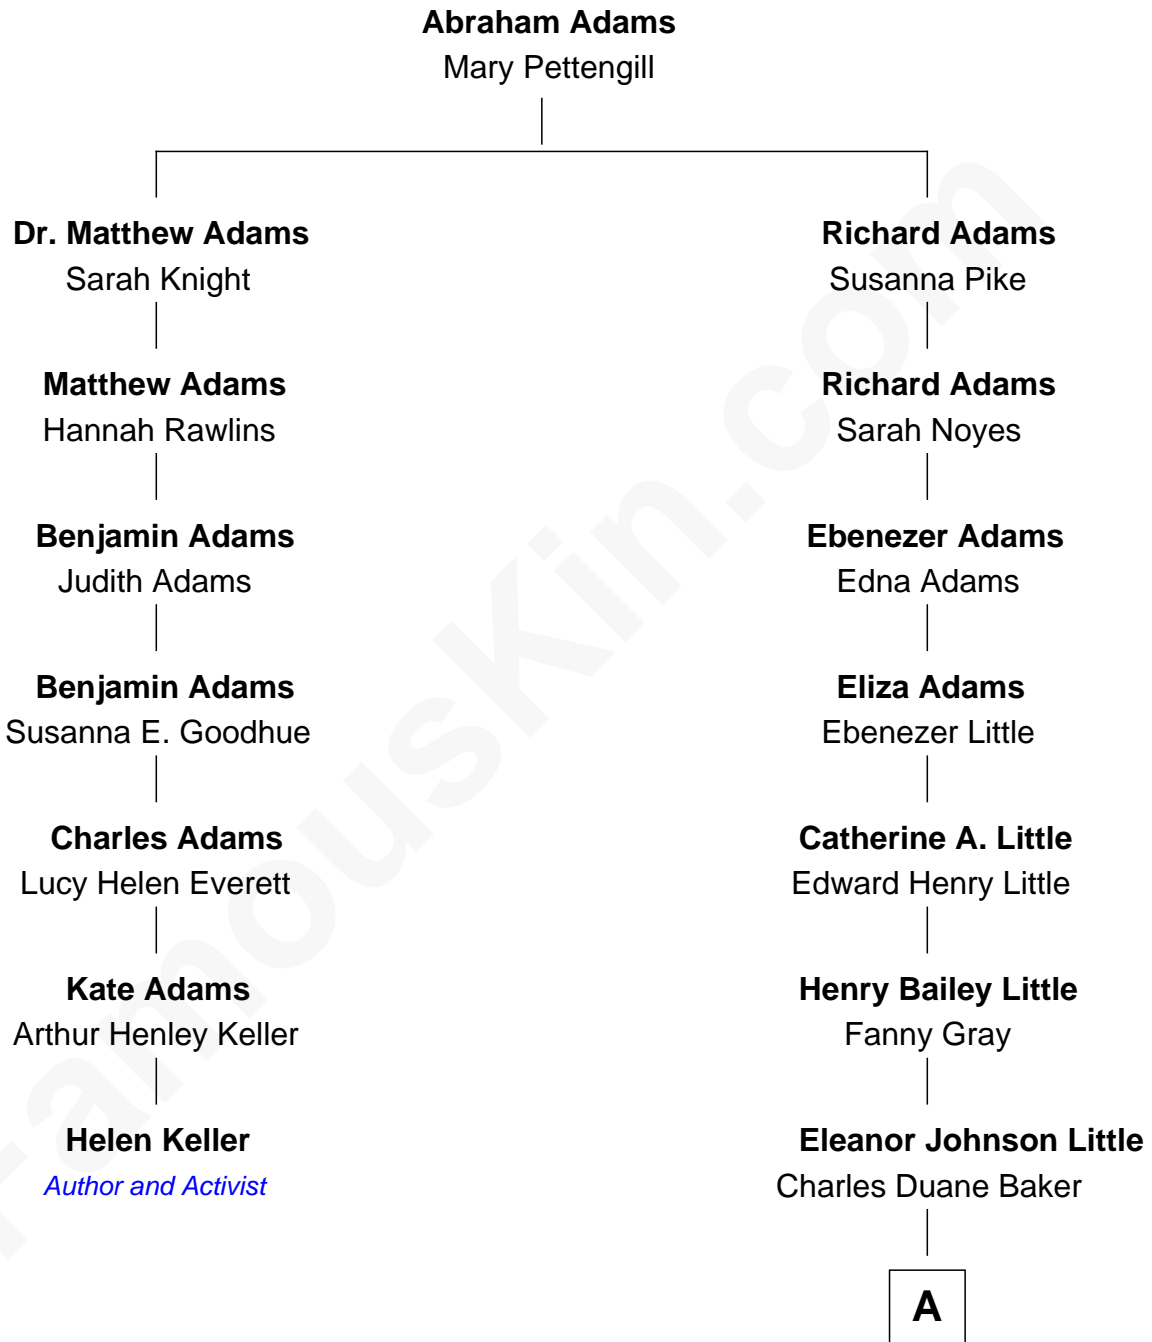 Abraham Adams
Mary Pettengill
Dr. Matthew Adams
Sarah Knight
Richard Adams
Susanna Pike
Matthew Adams
Hannah Rawlins
Richard Adams
Sarah Noyes
Benjamin Adams
Judith Adams
Ebenezer Adams
Edna Adams
Benjamin Adams
Susanna E. Goodhue
Eliza Adams
Ebenezer Little
Charles Adams
Lucy Helen Everett
Catherine A. Little
Edward Henry Little
Kate Adams
Arthur Henley Keller
Henry Bailey Little
Fanny Gray
Helen Keller
Author and Activist
Eleanor Johnson Little
Charles Duane Baker
A
FamousKin.com